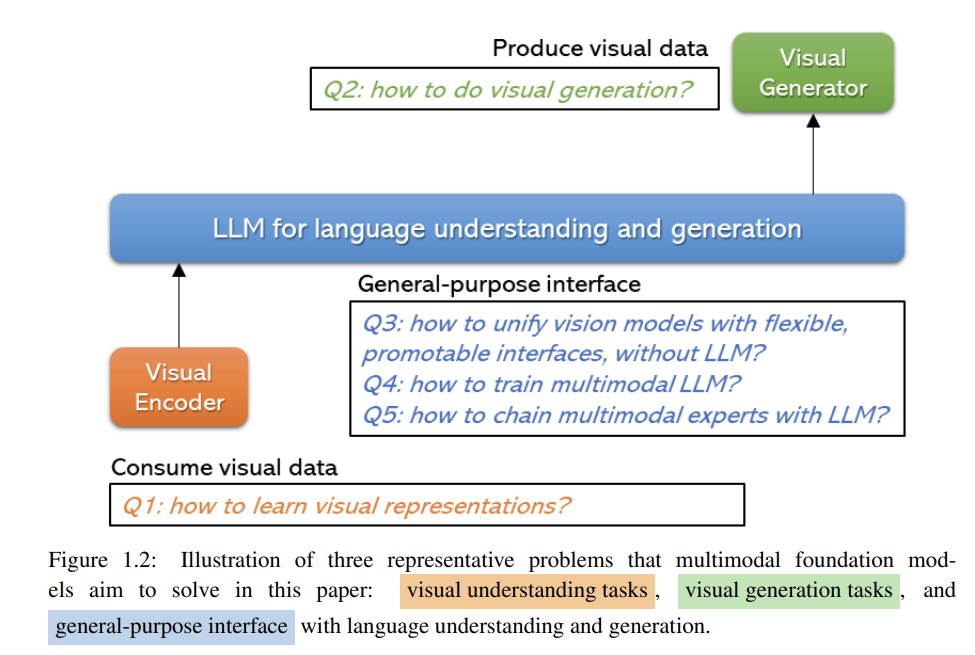 Produce visual data
Visual
Generator
Q2: how to do visual generation?
LLM for language understanding and generation
General-purpose interface
Q3: how to unify vision models with flexible,
promotable interfaces, without LLM?
Q4: how to train multimodal LLM?
Q5: how to chain multimodal experts with LLM?
Visual
Encoder
Consume visual data
Q1: how to learn visual representations?
Figure 1.2: Illustration of three representative problems that multimodal foundation mod-
els aim to solve in this paper: visual understanding tasks, visual generation tasks, and
general-purpose interface with language understanding and generation.